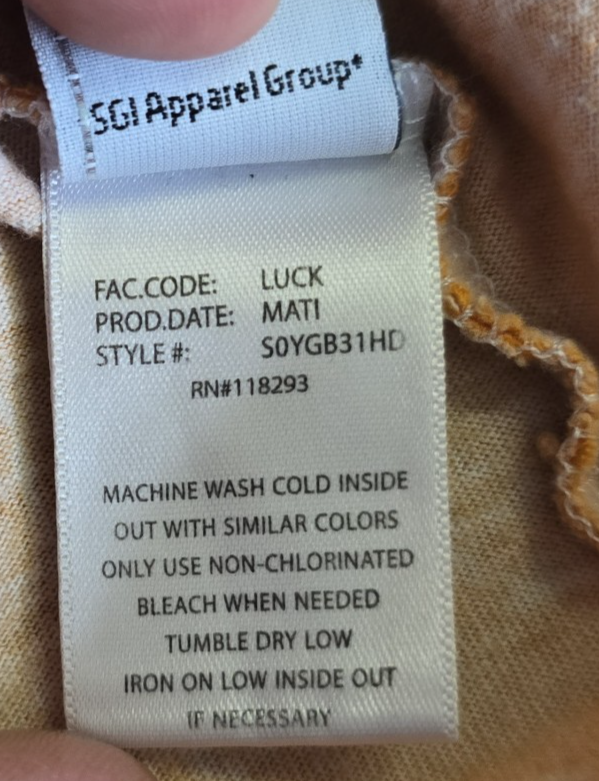 SGI Apparel Group*
FAC.CODE: LUCK
PROD.DATE: MATI
STYLE #: S0YGB31HD
RN#118293
MACHINE WASH COLD INSIDE
OUT WITH SIMILAR COLORS
ONLY USE NON-CHLORINATED
BLEACH WHEN NEEDED
TUMBLE DRY LOW
IRON ON LOW INSIDE OUT
IF NECESSARY